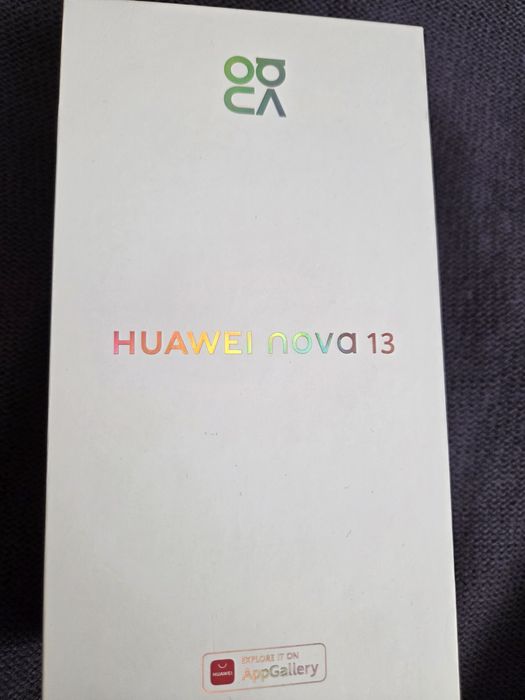 HUAWEI nova 13
HUAWEI
EXPLORE IT ON
AppGallery